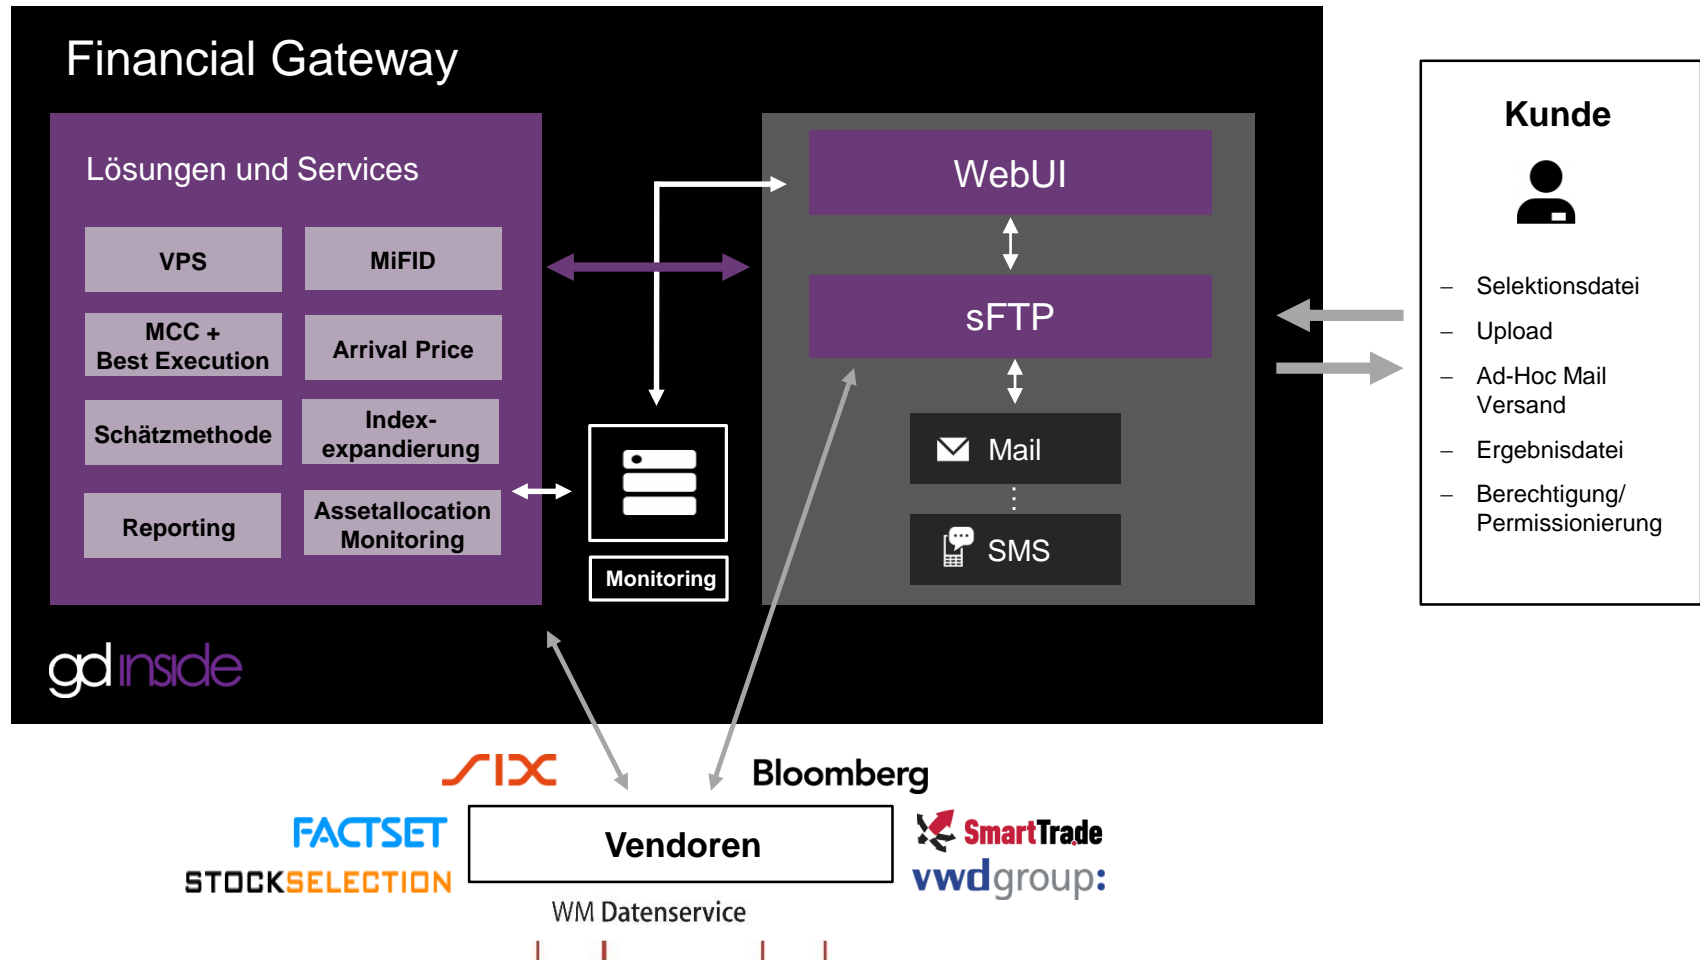 Financial Gateway
Lösungen und Services
VPS
MiFID
MCC +
Best Execution
Arrival Price
Schätzmethode
Index-
expandierung
Reporting
Assetallocation
Monitoring
Monitoring
WebUI
sFTP
Mail
SMS
gd inside
Kunde
– Selektionsdatei
– Upload
– Ad-Hoc Mail
Versand
– Ergebnisdatei
– Berechtigung/
Permissionierung
SIX
Bloomberg
FACTSET
Vendoren
SmartTrade
STOCKSELECTION
vwdgroup:
WM Datenservice